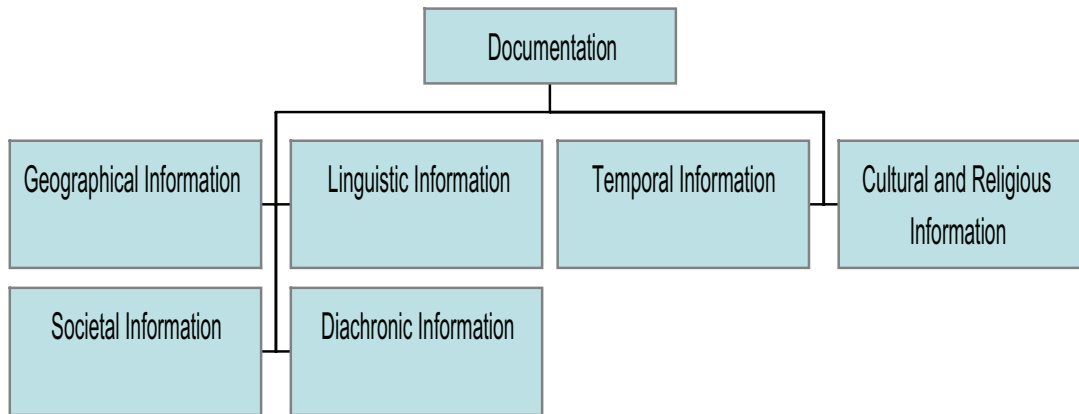 Documentation
Geographical Information
Linguistic Information
Temporal Information
Cultural and Religious
Information
Societal Information
Diachronic Information